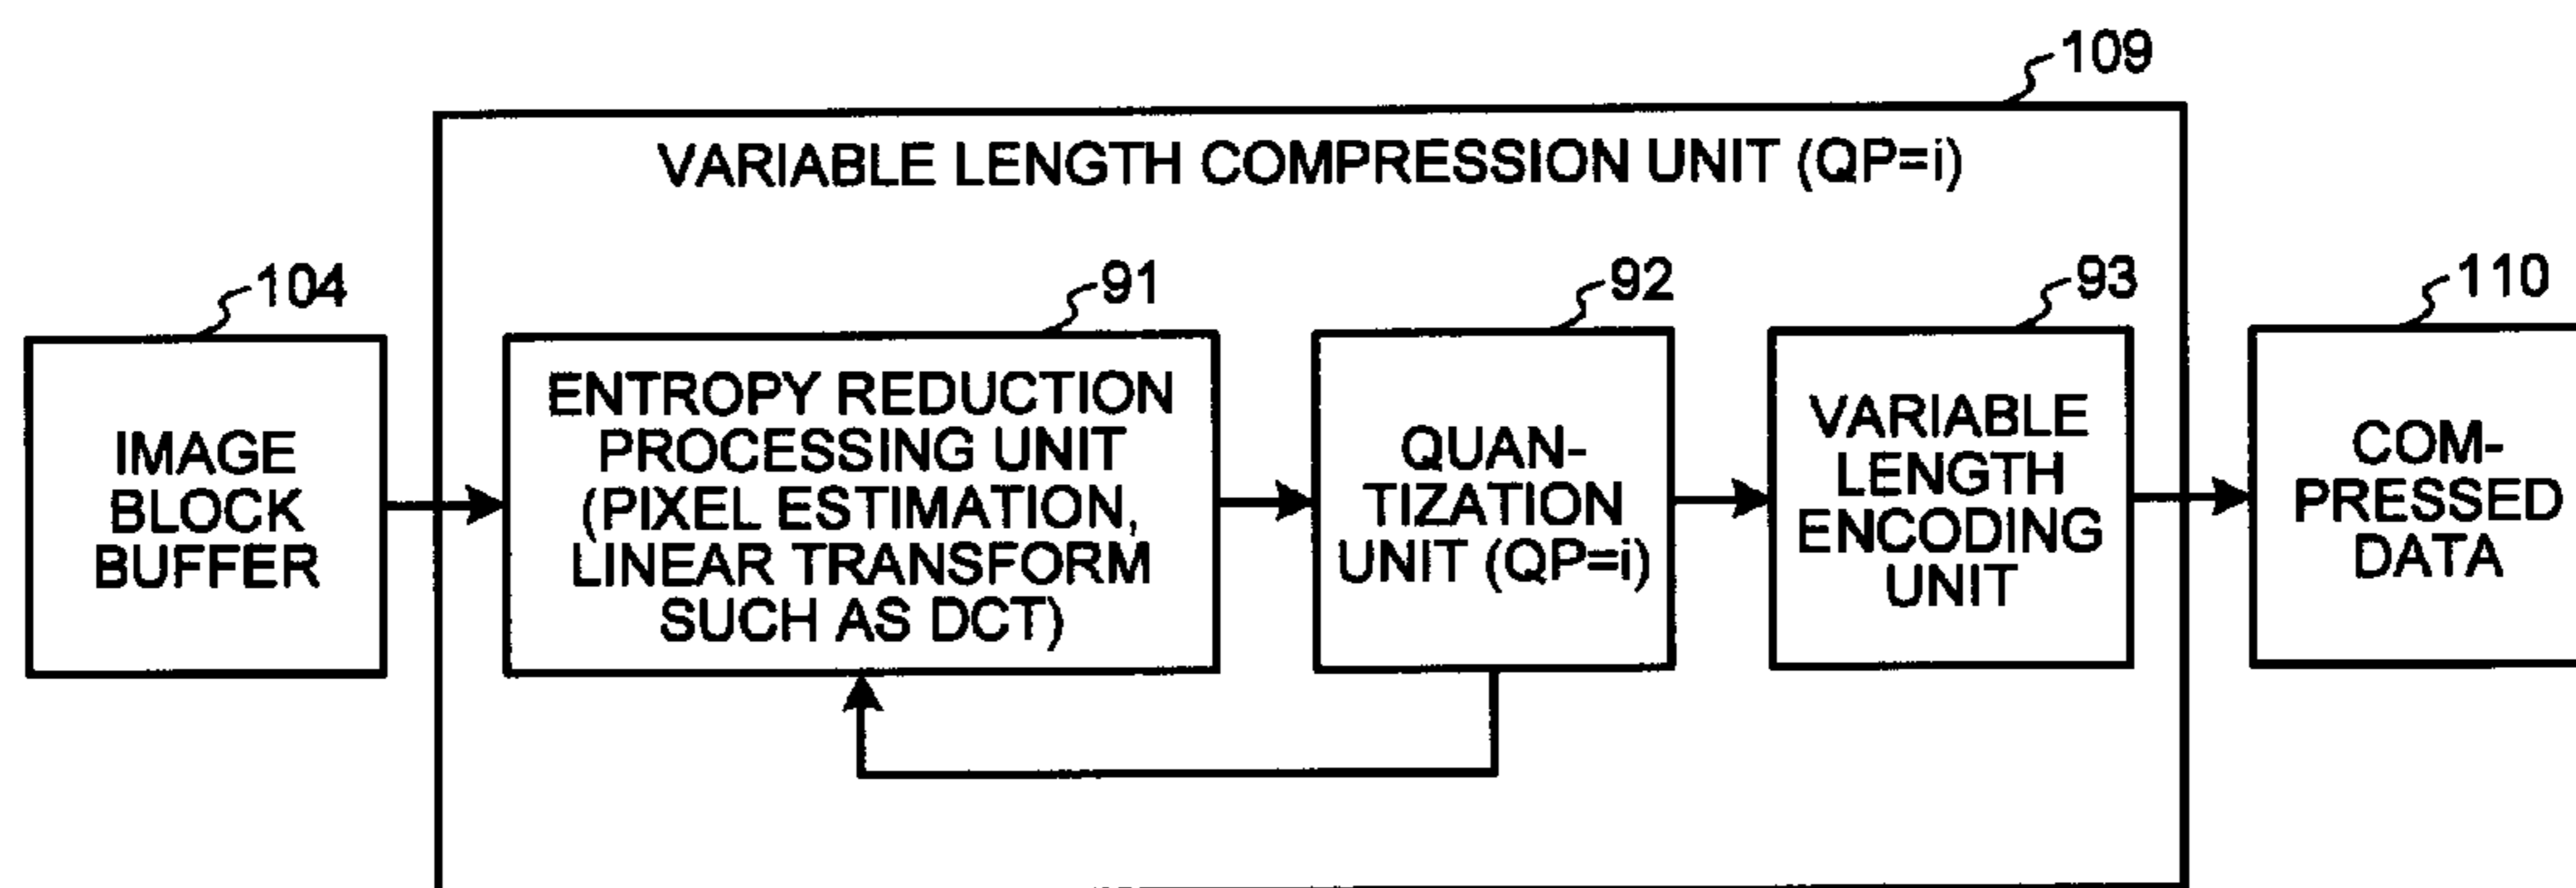 109
VARIABLE LENGTH COMPRESSION UNIT (QP=i)
104
91
92
93
110
IMAGE
BLOCK
BUFFER
ENTROPY REDUCTION
PROCESSING UNIT
(PIXEL ESTIMATION,
LINEAR TRANSFORM
SUCH AS DCT)
QUAN-
TIZATION
UNIT (QP=i)
VARIABLE
LENGTH
ENCODING
UNIT
COM-
PRESSED
DATA